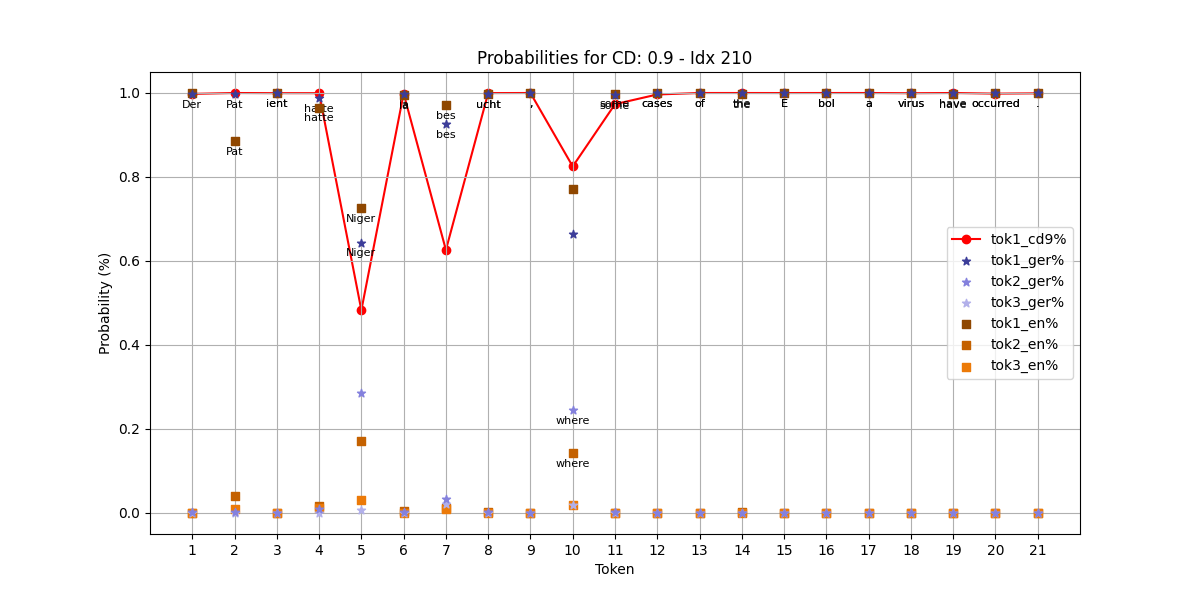 Probabilities for CD: 0.9 - Idx 210
Probability (%)
1.0
0.8
0.6
0.4
0.2
0.0
Der Pat ient hatte la ucht , some cases of the E bol a virus have occurred .
hatte
bes
bes
Pat
Niger
Niger
where
where
tok1_cd9%
tok1_ger%
tok2_ger%
tok3_ger%
tok1_en%
tok2_en%
tok3_en%
1 2 3 4 5 6 7 8 9 10 11 12 13 14 15 16 17 18 19 20 21
Token